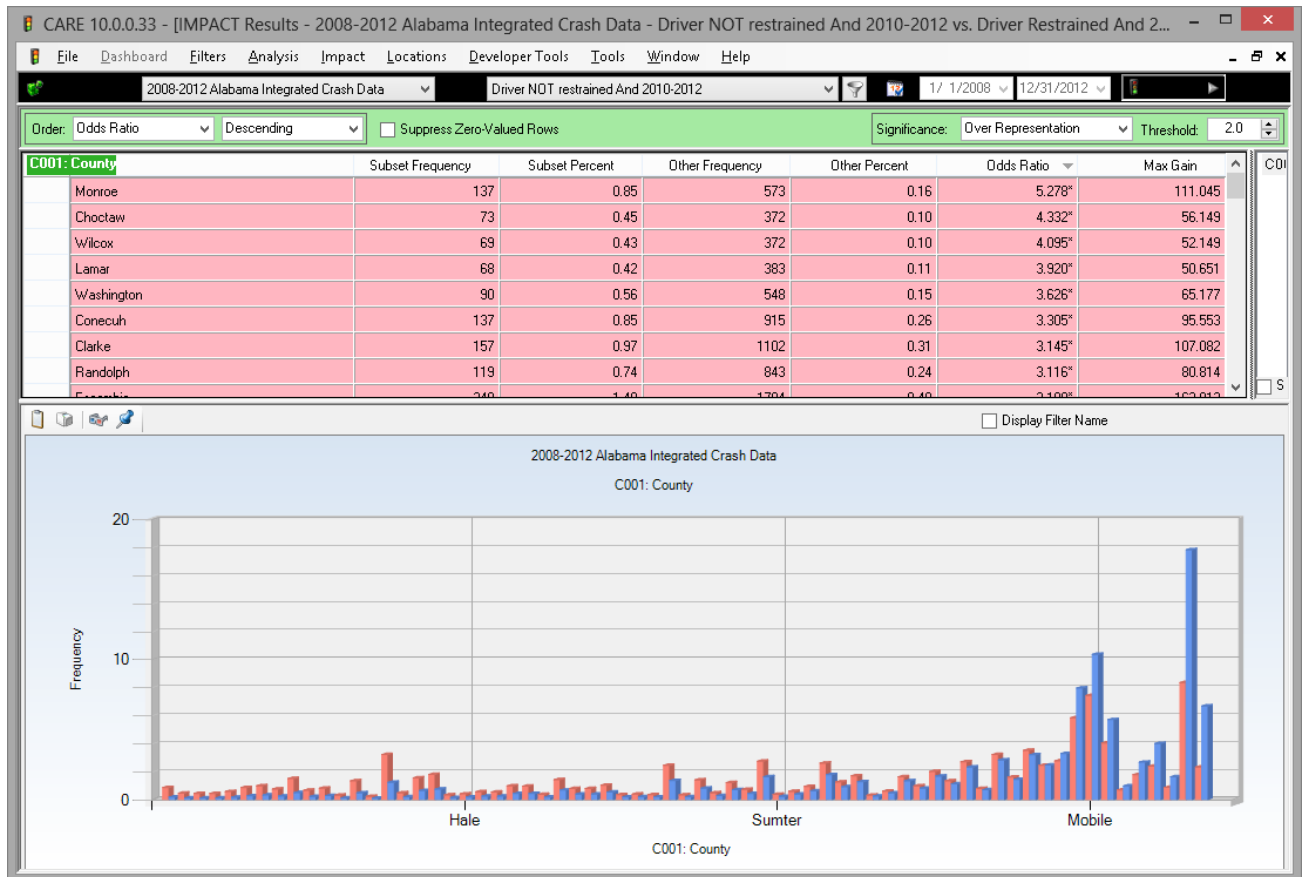 CARE 10.0.0.33 - [IMPACT Results - 2008-2012 Alabama Integrated Crash Data - Driver NOT restrained And 2010-2012 vs. Driver Restrained And 2...
File Dashboard Filters Analysis Impact Locations Developer Tools Tools Window Help
2008-2012 Alabama Integrated Crash Data Driver NOT restrained And 2010-2012 1/ 1/2008 12/31/2012
Order: Odds Ratio Descending Suppress Zero-Valued Rows Significance: Over Representation Threshold: 2.0
C001: County Subset Frequency Subset Percent Other Frequency Other Percent Odds Ratio Max Gain
Monroe 137 0.85 573 0.16 5.278* 111.045
Choctaw 73 0.45 372 0.10 4.332* 56.149
Wilcox 69 0.43 372 0.10 4.095* 52.149
Lamar 68 0.42 383 0.11 3.920* 50.651
Washington 90 0.56 548 0.15 3.626* 65.177
Conecuh 137 0.85 915 0.26 3.305* 95.553
Clarke 157 0.97 1102 0.31 3.145* 107.082
Randolph 119 0.74 843 0.24 3.116* 80.814
S
Display Filter Name
2008-2012 Alabama Integrated Crash Data
C001: County
20
10
0
Frequency
Hale Sumter Mobile
C001: County